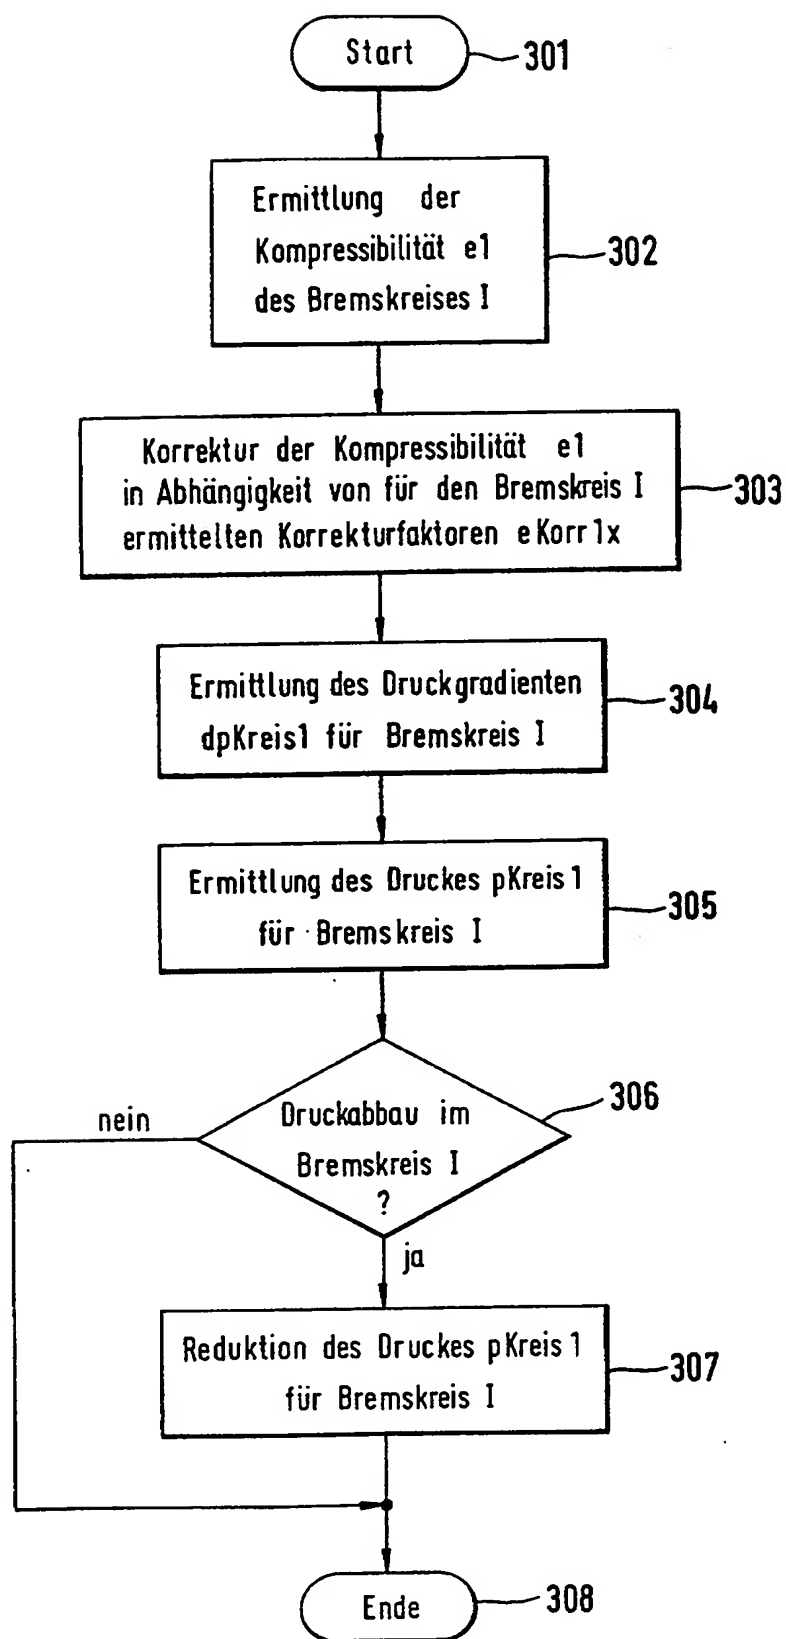 Start
301
Ermittlung der
Kompressibilität e1
des Bremskreises I
302
Korrektur der Kompressibilität e1
in Abhängigkeit von für den Bremskreis I
ermittelten Korrekturfaktoren eKorr1x
303
Ermittlung des Druckgradienten
dpKreis1 für Bremskreis I
304
Ermittlung des Druckes pKreis1
für Bremskreis I
305
306
nein
Druckabbau im
Bremskreis I
?
ja
Reduktion des Druckes pKreis1
für Bremskreis I
307
Ende
308